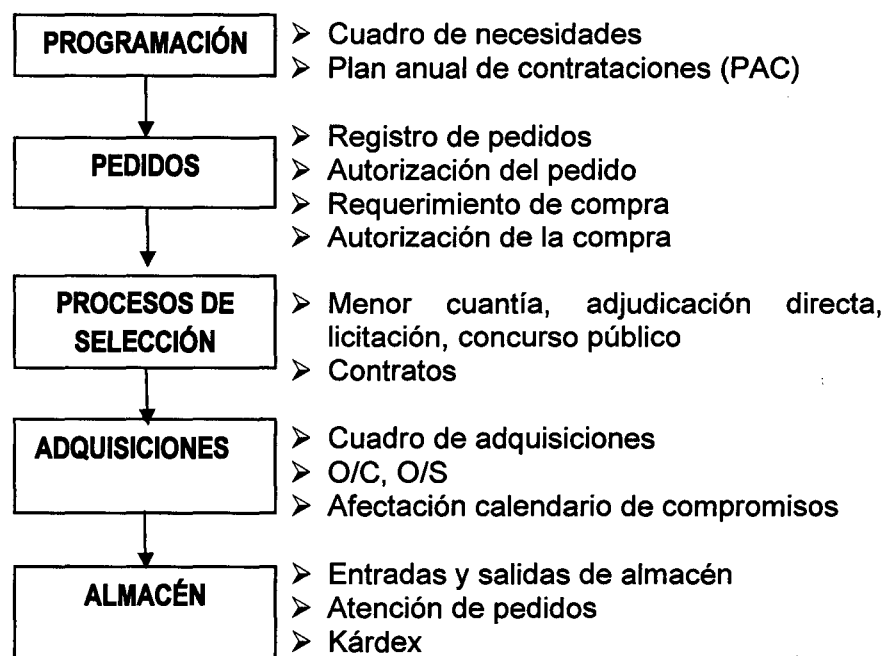 PROGRAMACIÓN
➢ Cuadro de necesidades
➢ Plan anual de contrataciones (PAC)
PEDIDOS
➢ Registro de pedidos
➢ Autorización del pedido
➢ Requerimiento de compra
➢ Autorización de la compra
PROCESOS DE
SELECCIÓN
➢ Menor cuantía, adjudicación directa,
licitación, concurso público
➢ Contratos
ADQUISICIONES
➢ Cuadro de adquisiciones
➢ O/C, O/S
➢ Afectación calendario de compromisos
ALMACÉN
➢ Entradas y salidas de almacén
➢ Atención de pedidos
➢ Kárdex